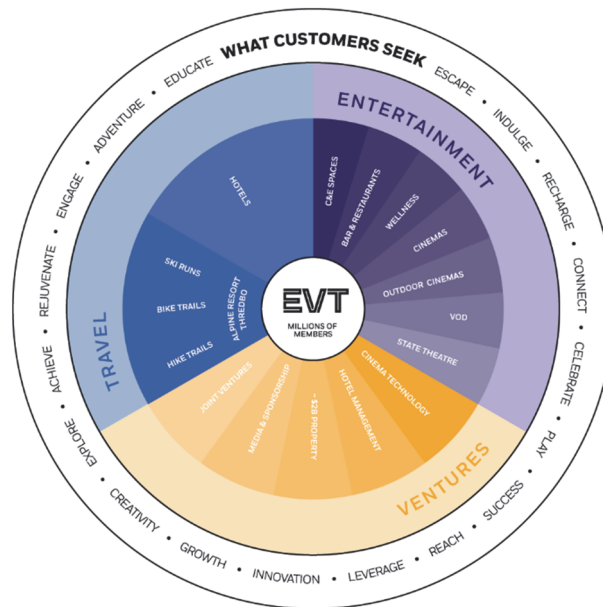 WHAT CUSTOMERS SEEK
ESCAPE • INDULGE • RECHARGE • CONNECT • CELEBRATE • PLAY • SUCCESS • REACH • LEVERAGE • INNOVATION • GROWTH • CREATIVITY • EXPLORE • ACHIEVE • REJUVENATE • ENGAGE • ADVENTURE • EDUCATE
ENTERTAINMENT
C&E SPACES
BAR & RESTAURANTS
WELLNESS
CINEMAS
OUTDOOR CINEMAS
VOD
STATE THEATRE
VENTURES
CINEMA TECHNOLOGY
HOTEL MANAGEMENT
~$2B PROPERTY
MEDIA & SPONSORSHIP
JOINT VENTURES
TRAVEL
HIKE TRAILS
BIKE TRAILS
SKI RUNS
ALPINE RESORT
THREDBO
HOTELS
EVT
MILLIONS OF
MEMBERS